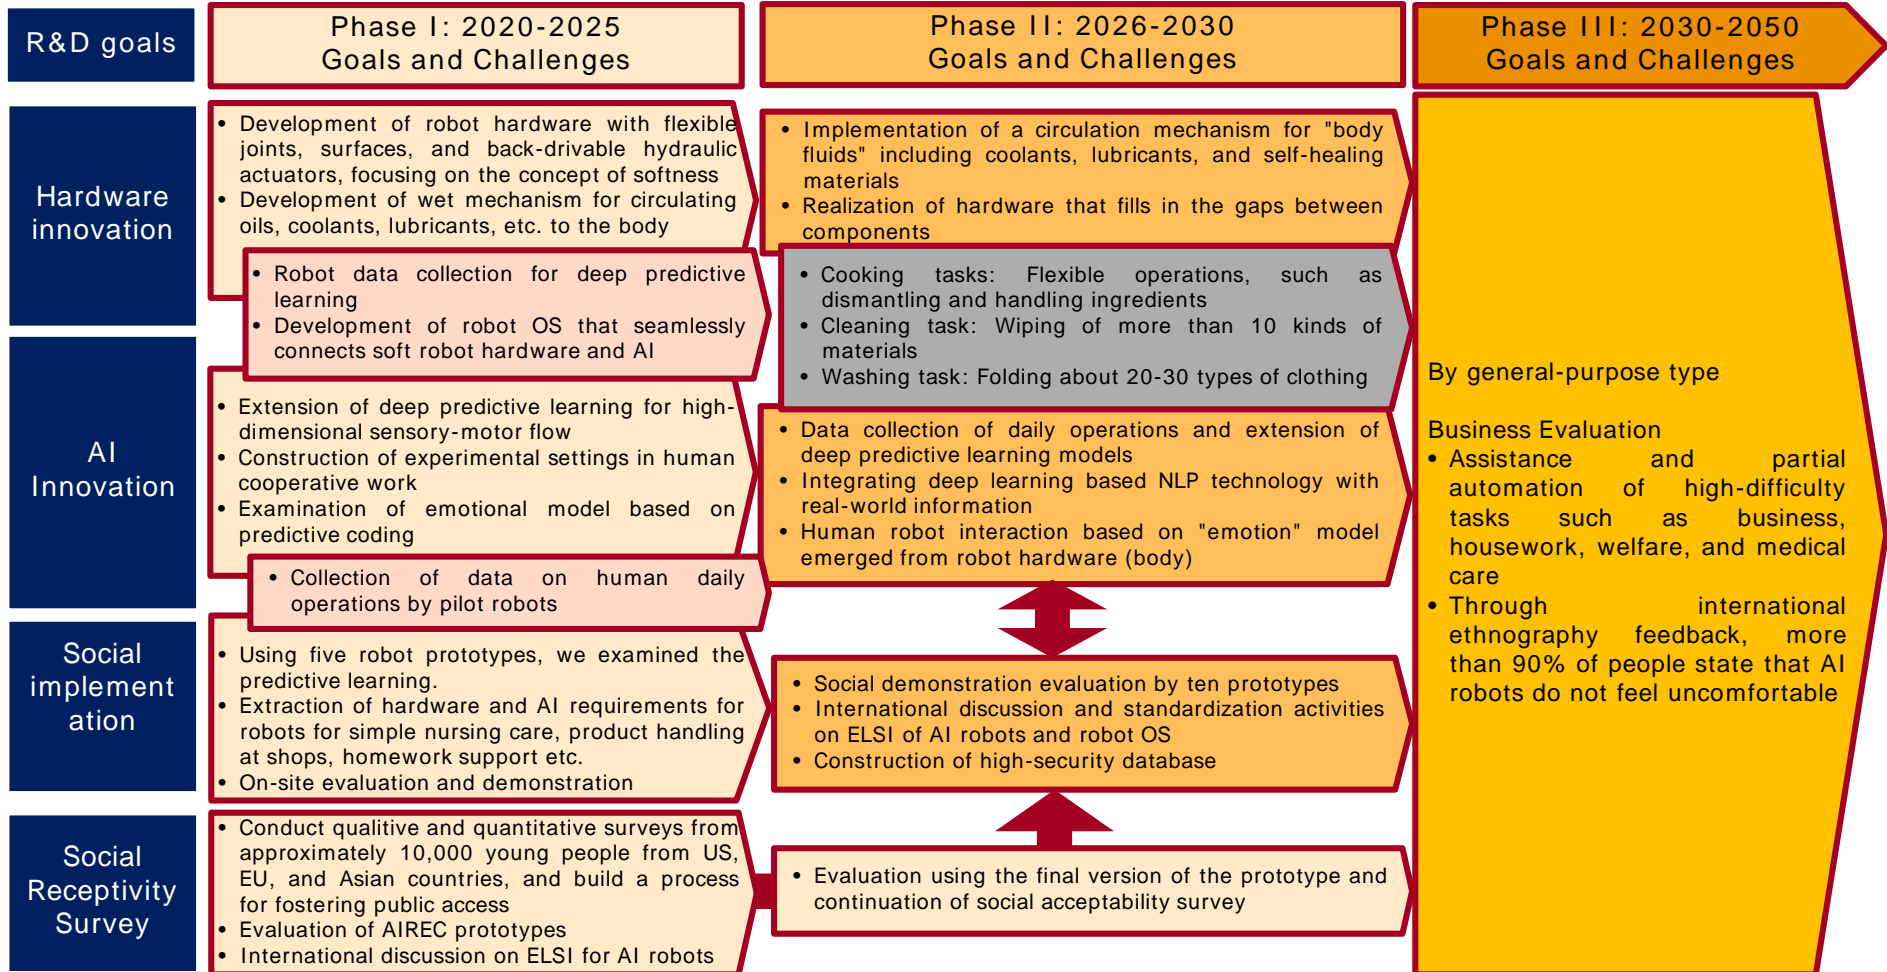 R&D goals
Phase I: 2020-2025
Goals and Challenges
Phase II: 2026-2030
Goals and Challenges
Phase III: 2030-2050
Goals and Challenges
Hardware
innovation
• Development of robot hardware with flexible
joints, surfaces, and back-drivable hydraulic
actuators, focusing on the concept of softness
• Development of wet mechanism for circulating
oils, coolants, lubricants, etc. to the body
• Implementation of a circulation mechanism for "body
fluids" including coolants, lubricants, and self-healing
materials
• Realization of hardware that fills in the gaps between
components
• Robot data collection for deep predictive
learning
• Development of robot OS that seamlessly
connects soft robot hardware and AI
• Cooking tasks: Flexible operations, such as
dismantling and handling ingredients
• Cleaning task: Wiping of more than 10 kinds of
materials
• Washing task: Folding about 20-30 types of clothing
AI
Innovation
• Extension of deep predictive learning for high-
dimensional sensory-motor flow
• Construction of experimental settings in human
cooperative work
• Examination of emotional model based on
predictive coding
• Data collection of daily operations and extension of
deep predictive learning models
• Integrating deep learning based NLP technology with
real-world information
• Human robot interaction based on "emotion" model
emerged from robot hardware (body)
• Collection of data on human daily
operations by pilot robots
Social
implement
ation
• Using five robot prototypes, we examined the
predictive learning.
• Extraction of hardware and AI requirements for
robots for simple nursing care, product handling
at shops, homework support etc.
• On-site evaluation and demonstration
• Social demonstration evaluation by ten prototypes
• International discussion and standardization activities
on ELSI of AI robots and robot OS
• Construction of high-security database
Social
Receptivity
Survey
• Conduct qualitive and quantitative surveys from
approximately 10,000 young people from US,
EU, and Asian countries, and build a process
for fostering public access
• Evaluation of AIREC prototypes
• International discussion on ELSI for AI robots
• Evaluation using the final version of the prototype and
continuation of social acceptability survey
By general-purpose type
Business Evaluation
• Assistance and partial
automation of high-difficulty
tasks such as business,
housework, welfare, and medical
care
• Through international
ethnography feedback, more
than 90% of people state that AI
robots do not feel uncomfortable